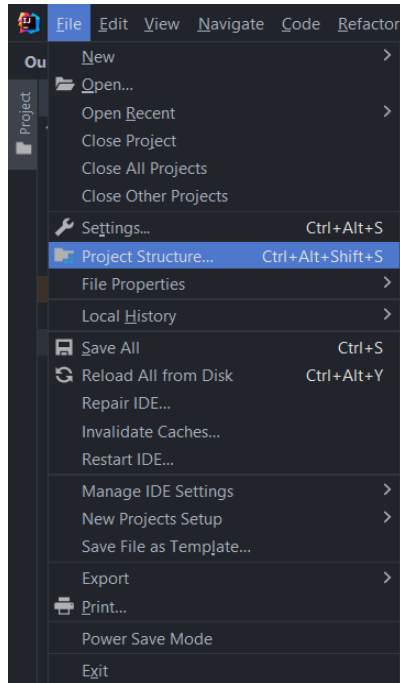 File Edit View Navigate Code Refactor
Ou
Project
New
Open...
Open Recent
Close Project
Close All Projects
Close Other Projects
Settings... Ctrl+Alt+S
Project Structure... Ctrl+Alt+Shift+S
File Properties
Local History
Save All Ctrl+S
Reload All from Disk Ctrl+Alt+Y
Repair IDE...
Invalidate Caches...
Restart IDE...
Manage IDE Settings
New Projects Setup
Save File as Template...
Export
Print...
Power Save Mode
Exit